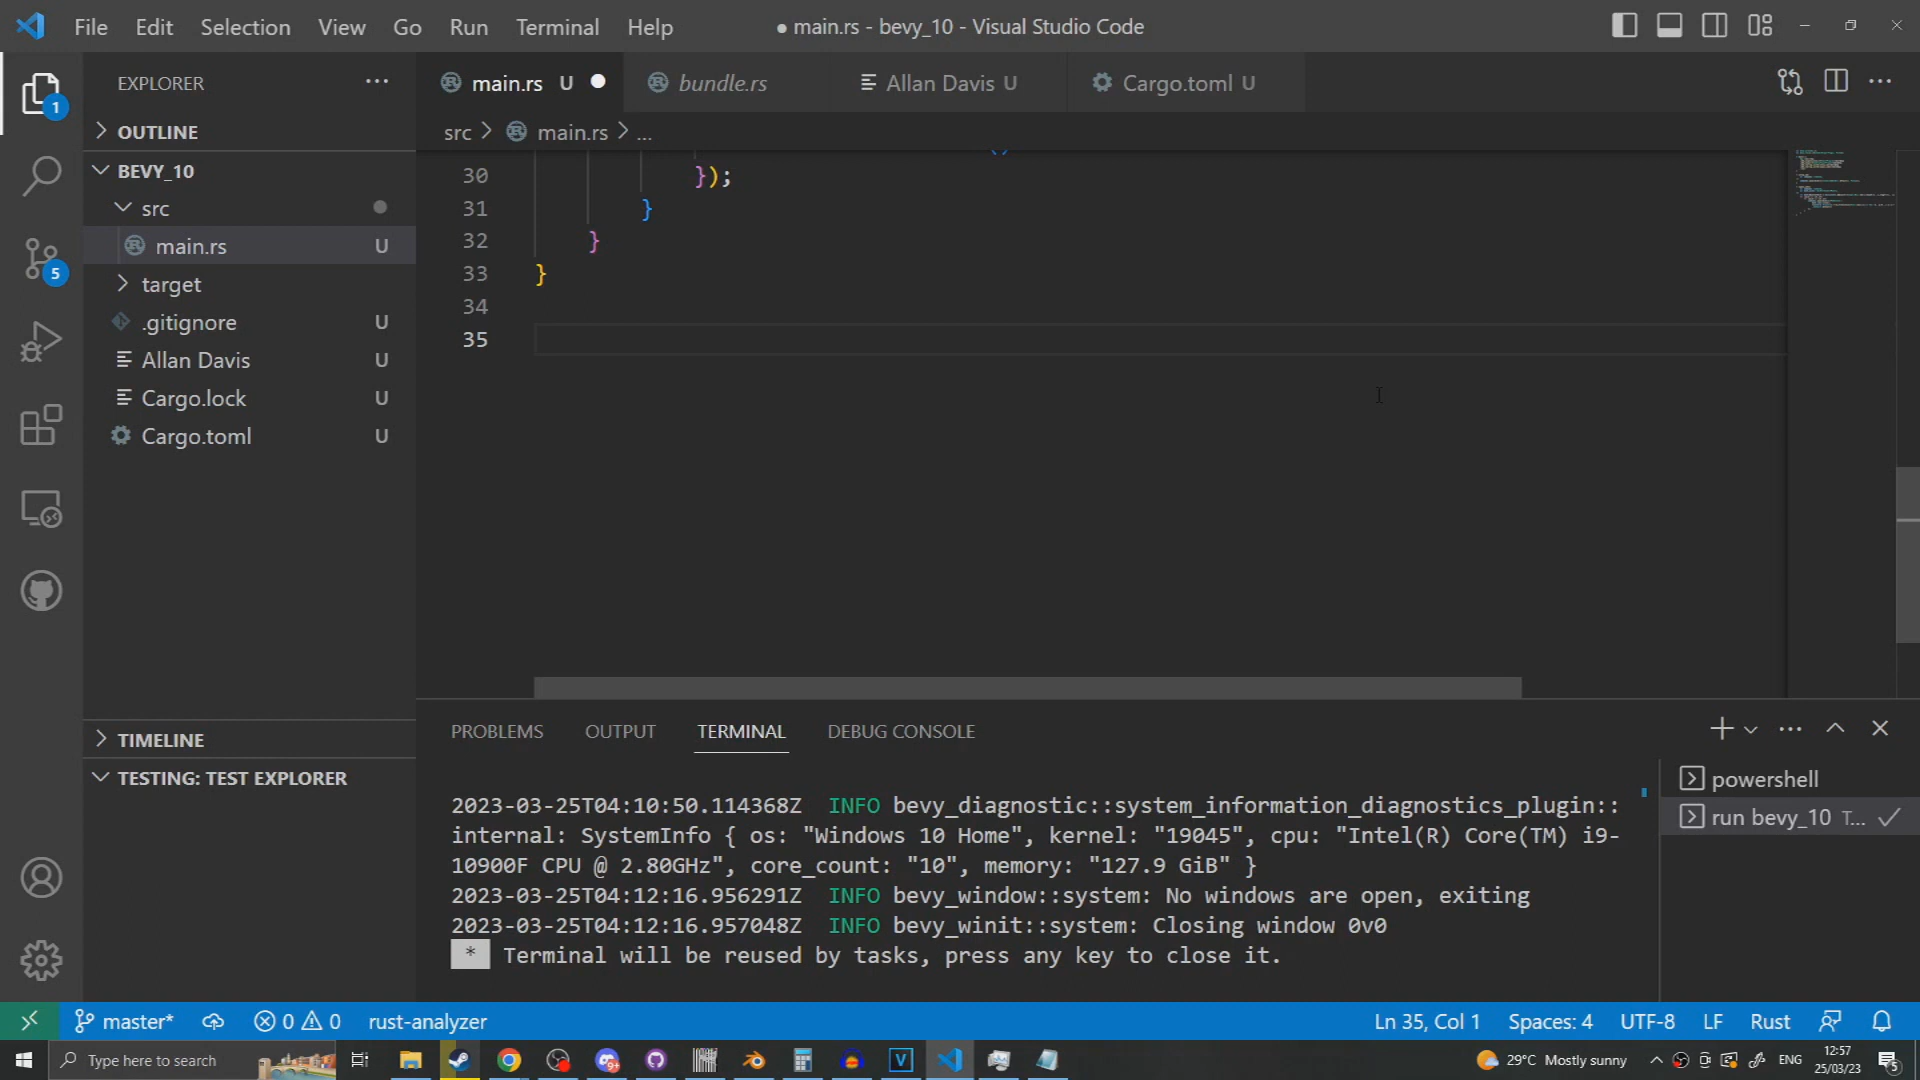 File Edit Selection View Go Run Terminal Help
● main.rs - bevy_10 - Visual Studio Code
EXPLORER ...
main.rs U
bundle.rs
Allan Davis U
Cargo.toml U
1
OUTLINE
src > main.rs > ...
BEVY_10
src
main.rs U
target
.gitignore U
Allan Davis U
Cargo.lock U
Cargo.toml U
5
30 });
31 }
32 }
33 }
34
35
TIMELINE
TESTING: TEST EXPLORER
PROBLEMS OUTPUT TERMINAL DEBUG CONSOLE
2023-03-25T04:10:50.114368Z INFO bevy_diagnostic::system_information_diagnostics_plugin::
internal: SystemInfo { os: "Windows 10 Home", kernel: "19045", cpu: "Intel(R) Core(TM) i9-
10900F CPU @ 2.80GHz", core_count: "10", memory: "127.9 GiB" }
2023-03-25T04:12:16.956291Z INFO bevy_window::system: No windows are open, exiting
2023-03-25T04:12:16.957048Z INFO bevy_winit::system: Closing window 0v0
* Terminal will be reused by tasks, press any key to close it.
powershell
run bevy_10 T...
master* 0 0 rust-analyzer
Ln 35, Col 1 Spaces: 4 UTF-8 LF Rust
Type here to search
9+
V
29°C Mostly sunny
ENG
12:57
25/03/23
5